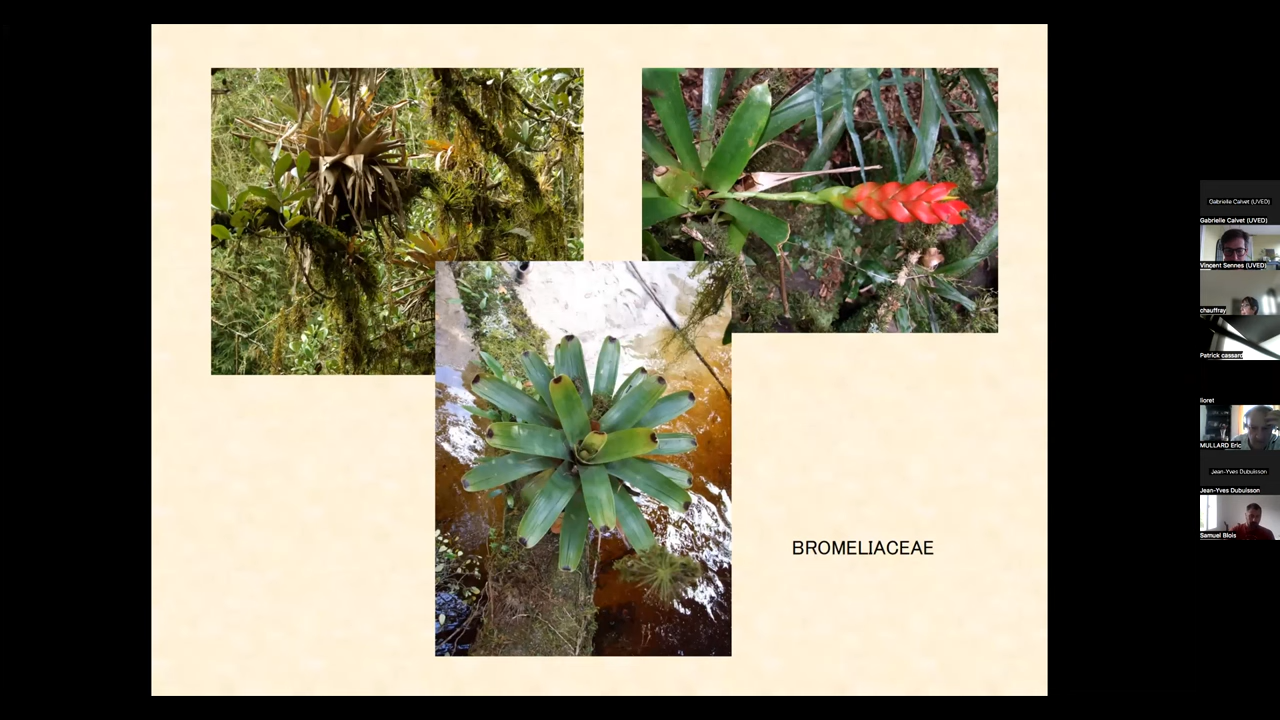 BROMELIACEAE
Gabrielle Calvet (UVED)
Gabrielle Calvet (UVED)
Vincent Sennes (UVED)
chauffray
Patrick cassard
lloret
MULLARD Eric
Jean-Yves Dubuisson
Jean-Yves Dubuisson
Samuel Blois